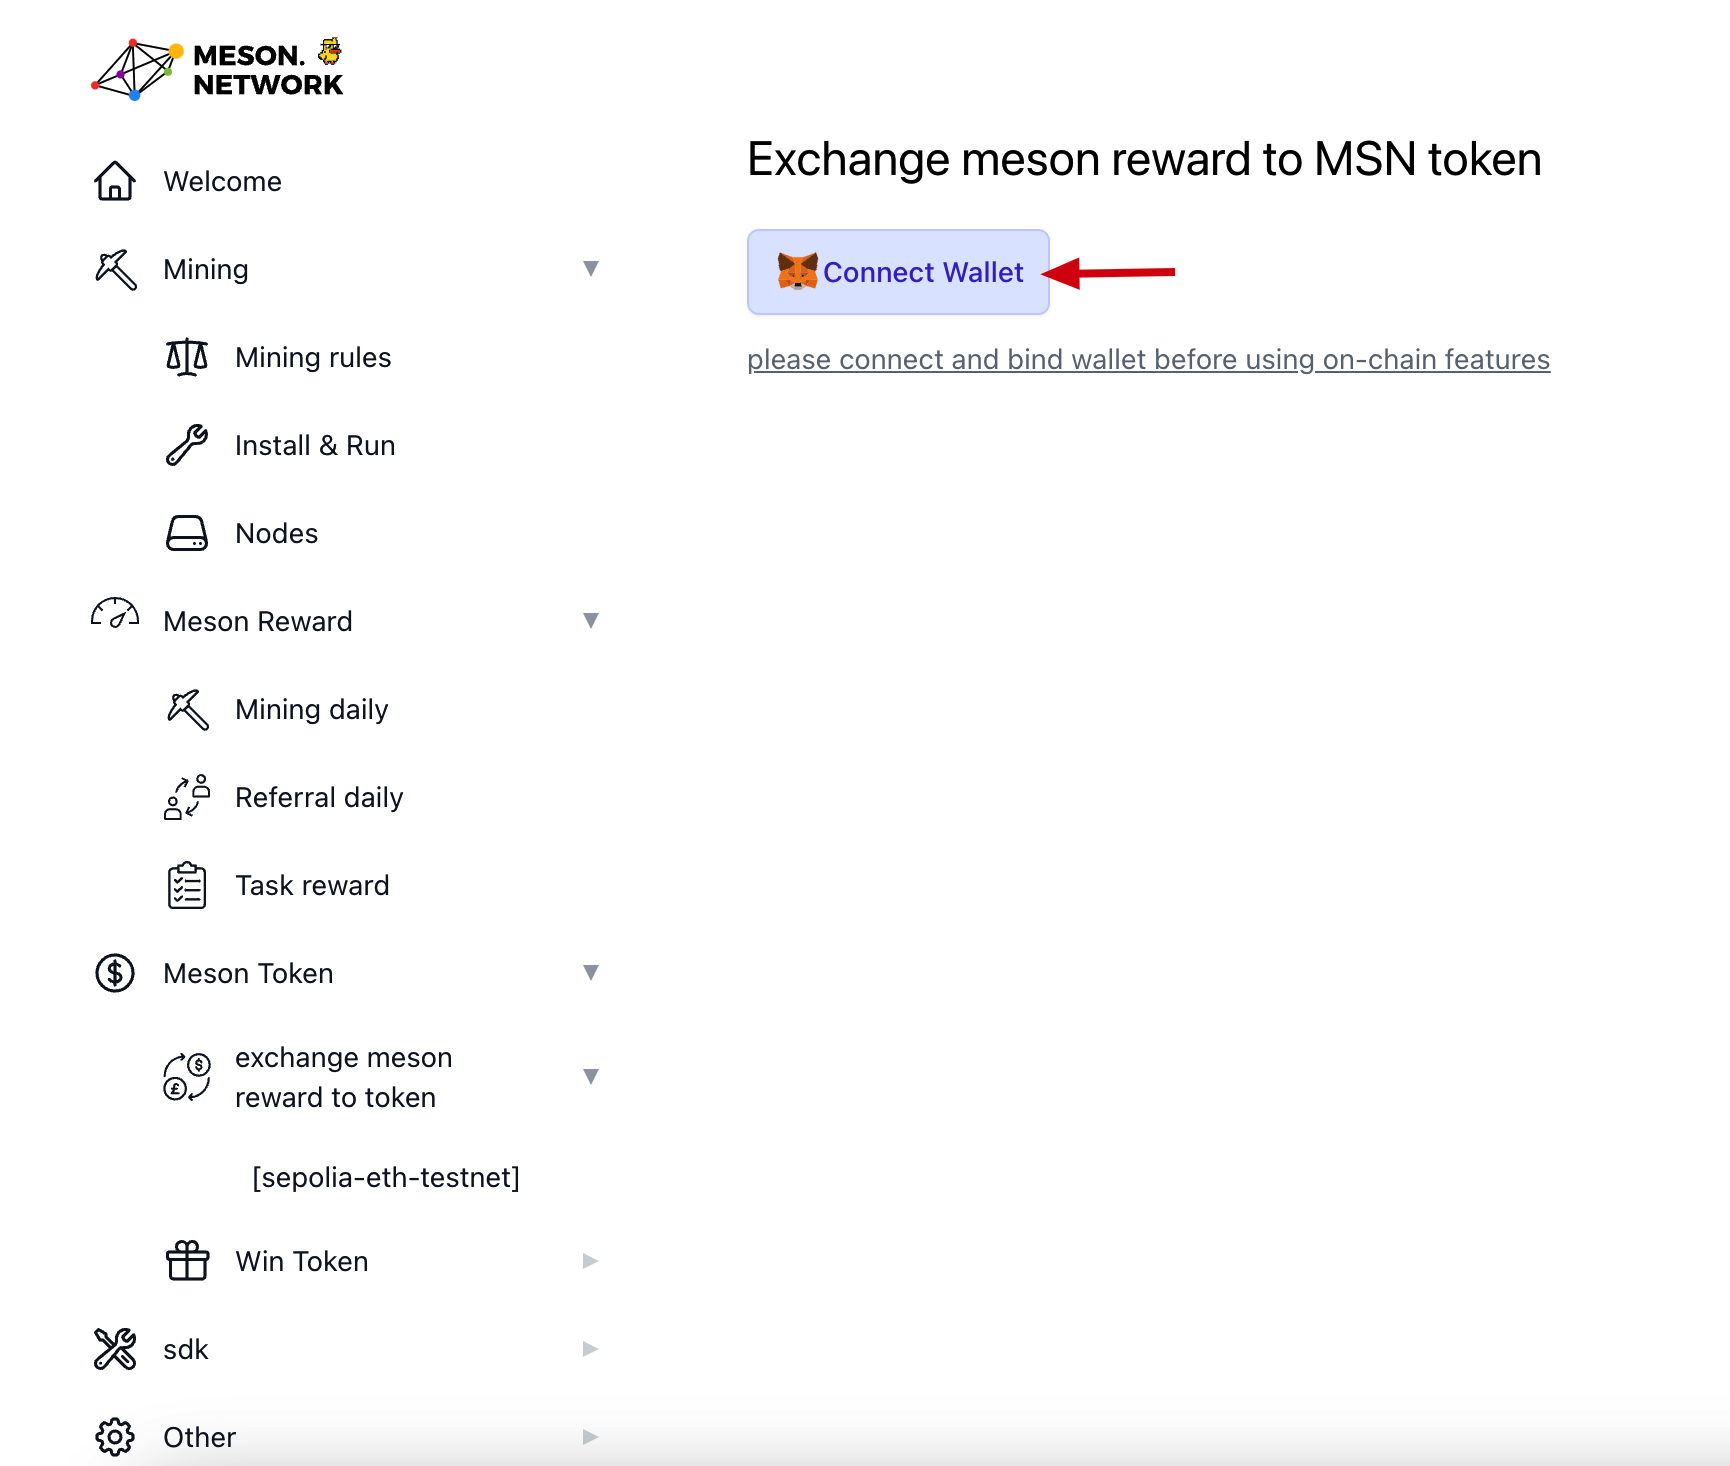 MESON.
NETWORK
Welcome
Mining
Mining rules
Install & Run
Nodes
Meson Reward
Mining daily
Referral daily
Task reward
Meson Token
exchange meson
reward to token
[sepolia-eth-testnet]
Win Token
sdk
Other
Exchange meson reward to MSN token
Connect Wallet
please connect and bind wallet before using on-chain features